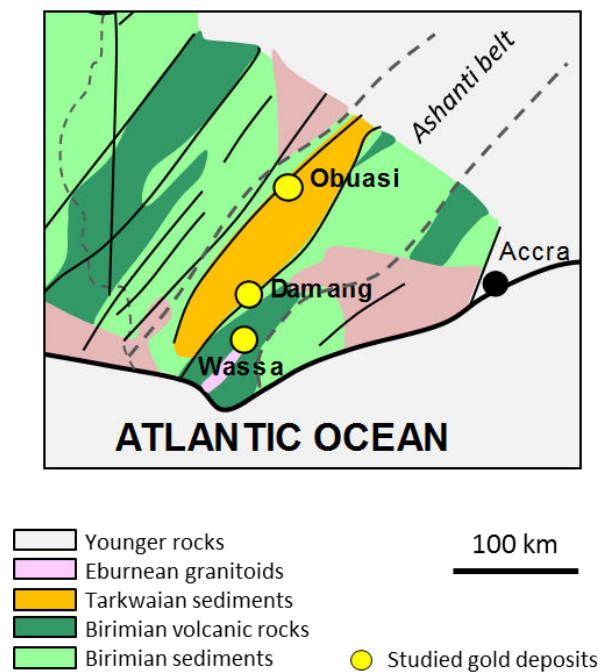 Ashanti belt
Obuasi
Accra
Damang
Wassa
ATLANTIC OCEAN
Younger rocks
Eburnean granitoids
Tarkwaian sediments
Birimian volcanic rocks
Birimian sediments
100 km
Studied gold deposits